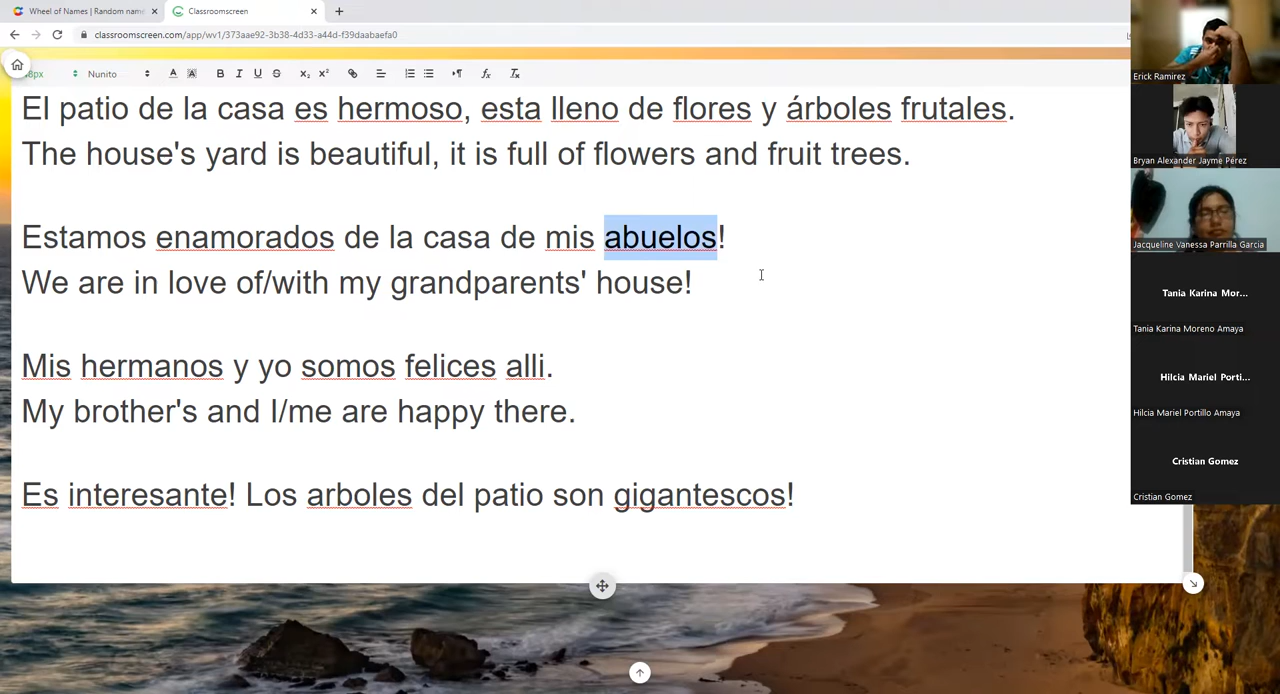 Wheel of Names | Random name
Classroomscreen
classroomscreen.com/app/wv1/373aae92-3b38-4d33-a44d-f39daabaefa0
8px
Nunito
El patio de la casa es hermoso, esta lleno de flores y árboles frutales.
The house's yard is beautiful, it is full of flowers and fruit trees.
Estamos enamorados de la casa de mis abuelos!
We are in love of/with my grandparents' house!
Mis hermanos y yo somos felices alli.
My brother's and I/me are happy there.
Es interesante! Los arboles del patio son gigantescos!
Erick Ramirez
Bryan Alexander Jayme Pérez
Jacqueline Vanessa Parrilla Garcia
Tania Karina Mor...
Tania Karina Moreno Amaya
Hilcia Mariel Porti...
Hilcia Mariel Portillo Amaya
Cristian Gomez
Cristian Gomez